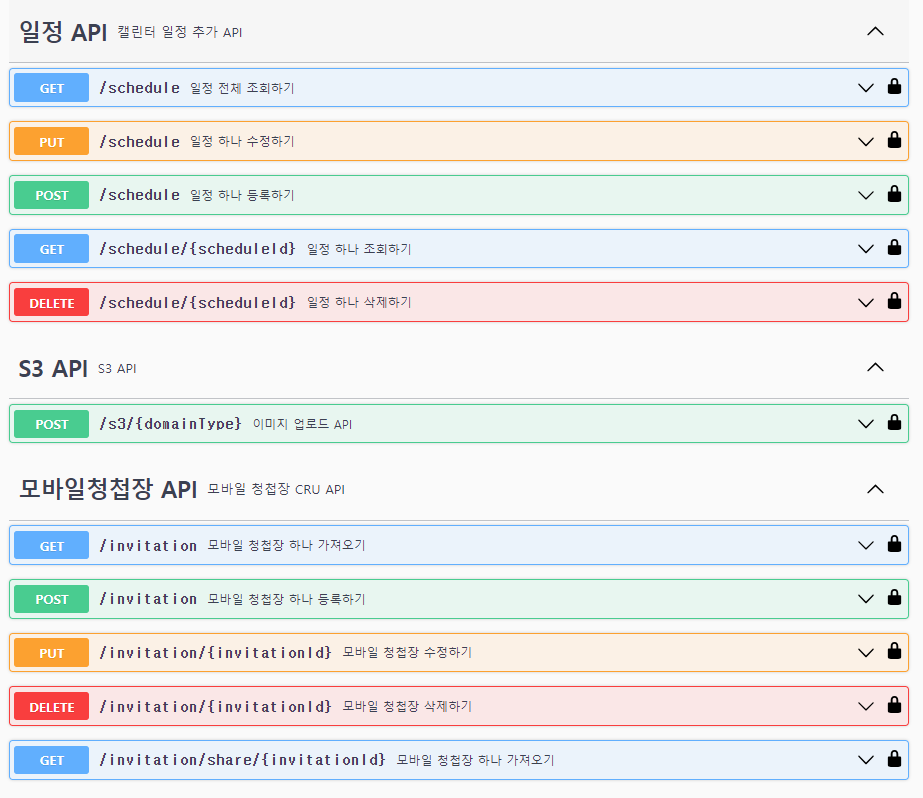 일정 API 캘린터 일정 추가 API
GET /schedule 일정 전체 조회하기
PUT /schedule 일정 하나 수정하기
POST /schedule 일정 하나 등록하기
GET /schedule/{scheduleId} 일정 하나 조회하기
DELETE /schedule/{scheduleId} 일정 하나 삭제하기
S3 API S3 API
POST /s3/{domainType} 이미지 업로드 API
모바일청첩장 API 모바일 청첩장 CRU API
GET /invitation 모바일 청첩장 하나 가져오기
POST /invitation 모바일 청첩장 하나 등록하기
PUT /invitation/{invitationId} 모바일 청첩장 수정하기
DELETE /invitation/{invitationId} 모바일 청첩장 삭제하기
GET /invitation/share/{invitationId} 모바일 청첩장 하나 가져오기